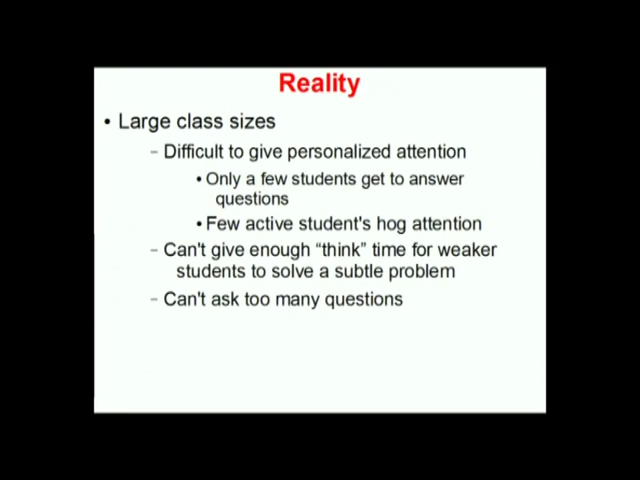 Reality
• Large class sizes
– Difficult to give personalized attention
• Only a few students get to answer
questions
• Few active student's hog attention
– Can't give enough “think” time for weaker
students to solve a subtle problem
– Can't ask too many questions